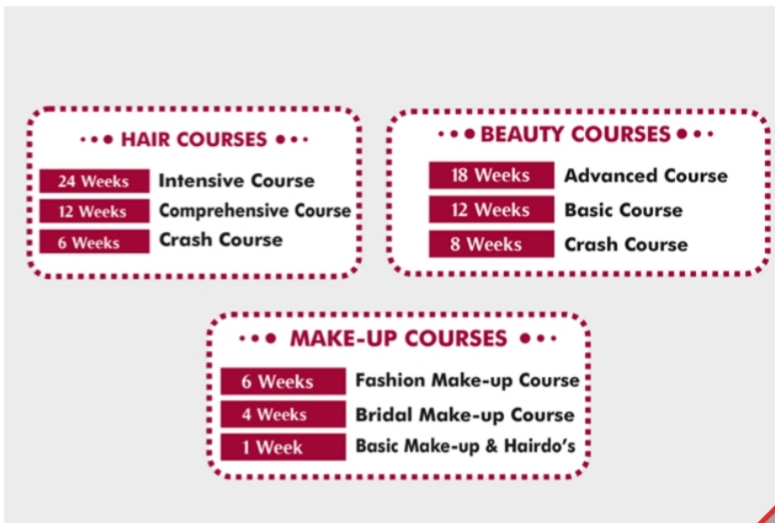 HAIR COURSES
24 Weeks Intensive Course
12 Weeks Comprehensive Course
6 Weeks Crash Course
BEAUTY COURSES
18 Weeks Advanced Course
12 Weeks Basic Course
8 Weeks Crash Course
MAKE-UP COURSES
6 Weeks Fashion Make-up Course
4 Weeks Bridal Make-up Course
1 Week Basic Make-up & Hairdo's